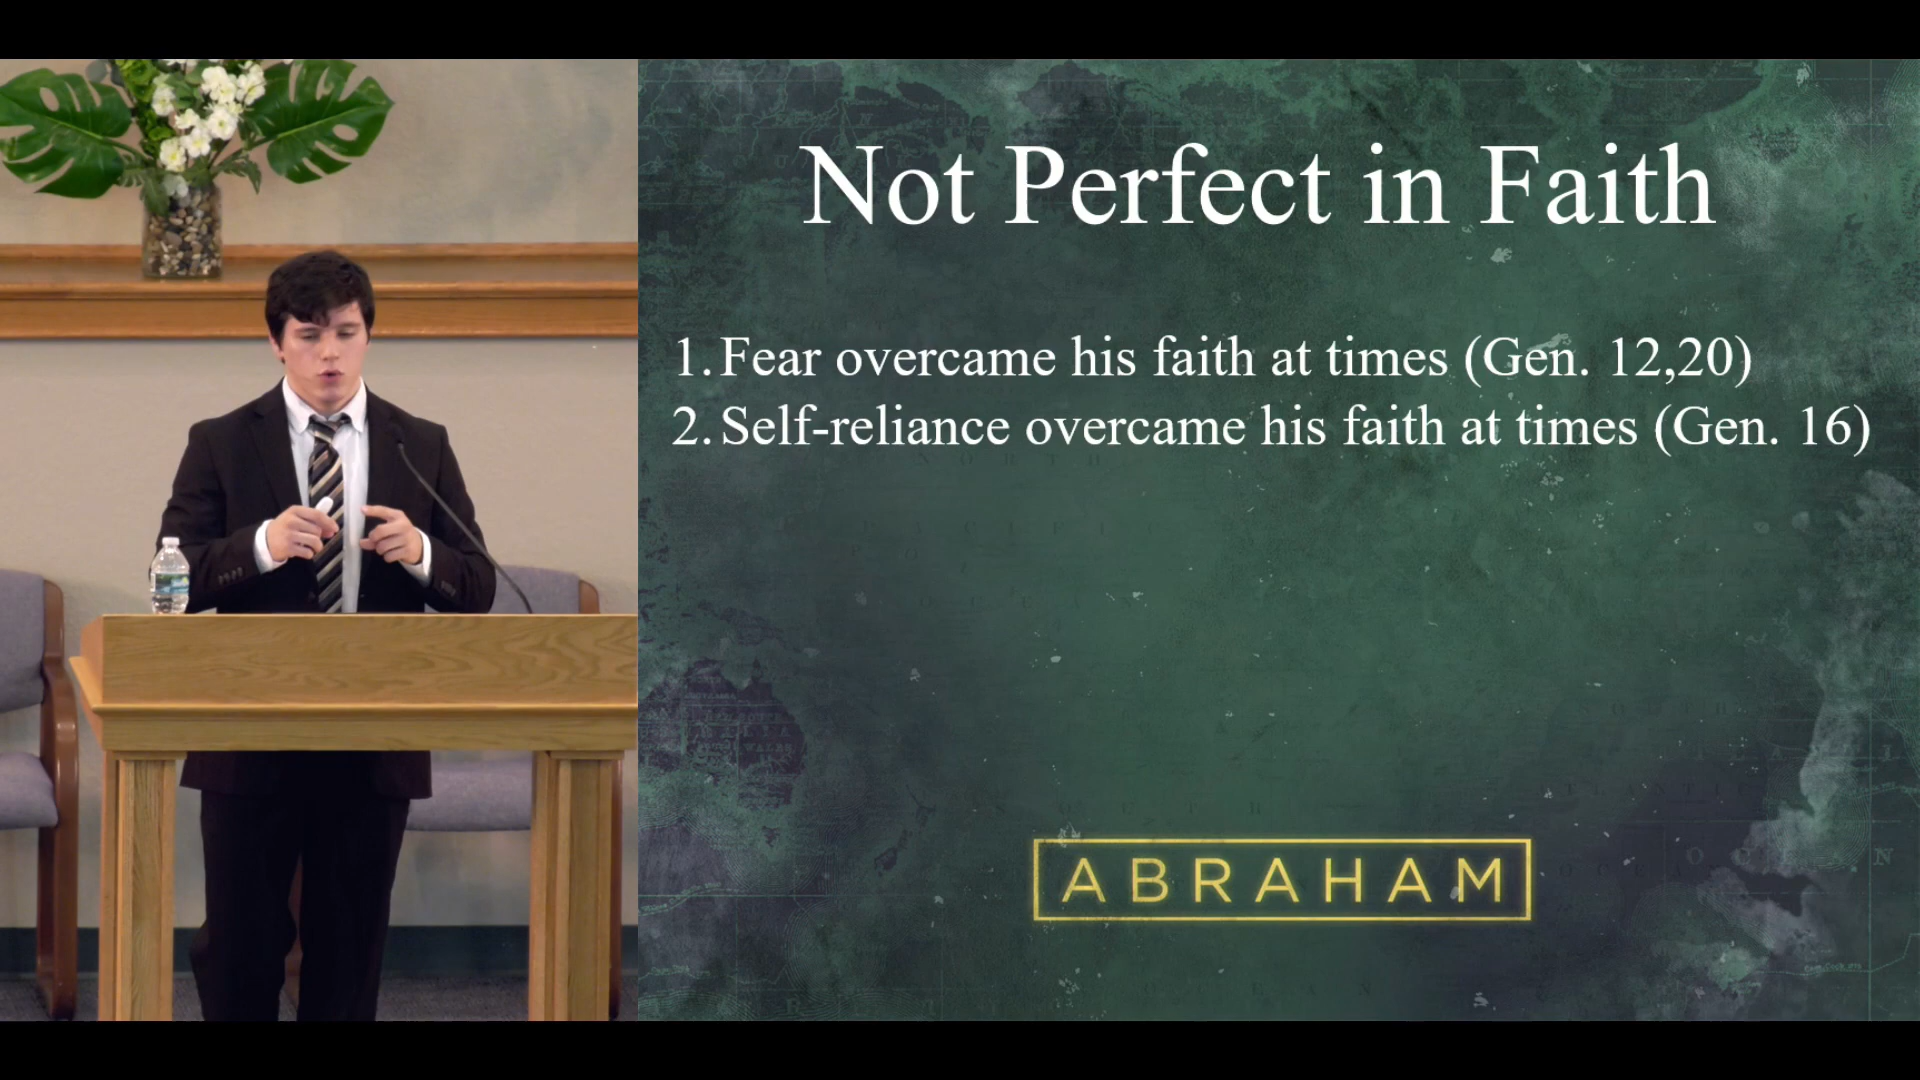 Not Perfect in Faith
1. Fear overcame his faith at times (Gen. 12,20)
2. Self-reliance overcame his faith at times (Gen. 16)
ABRAHAM